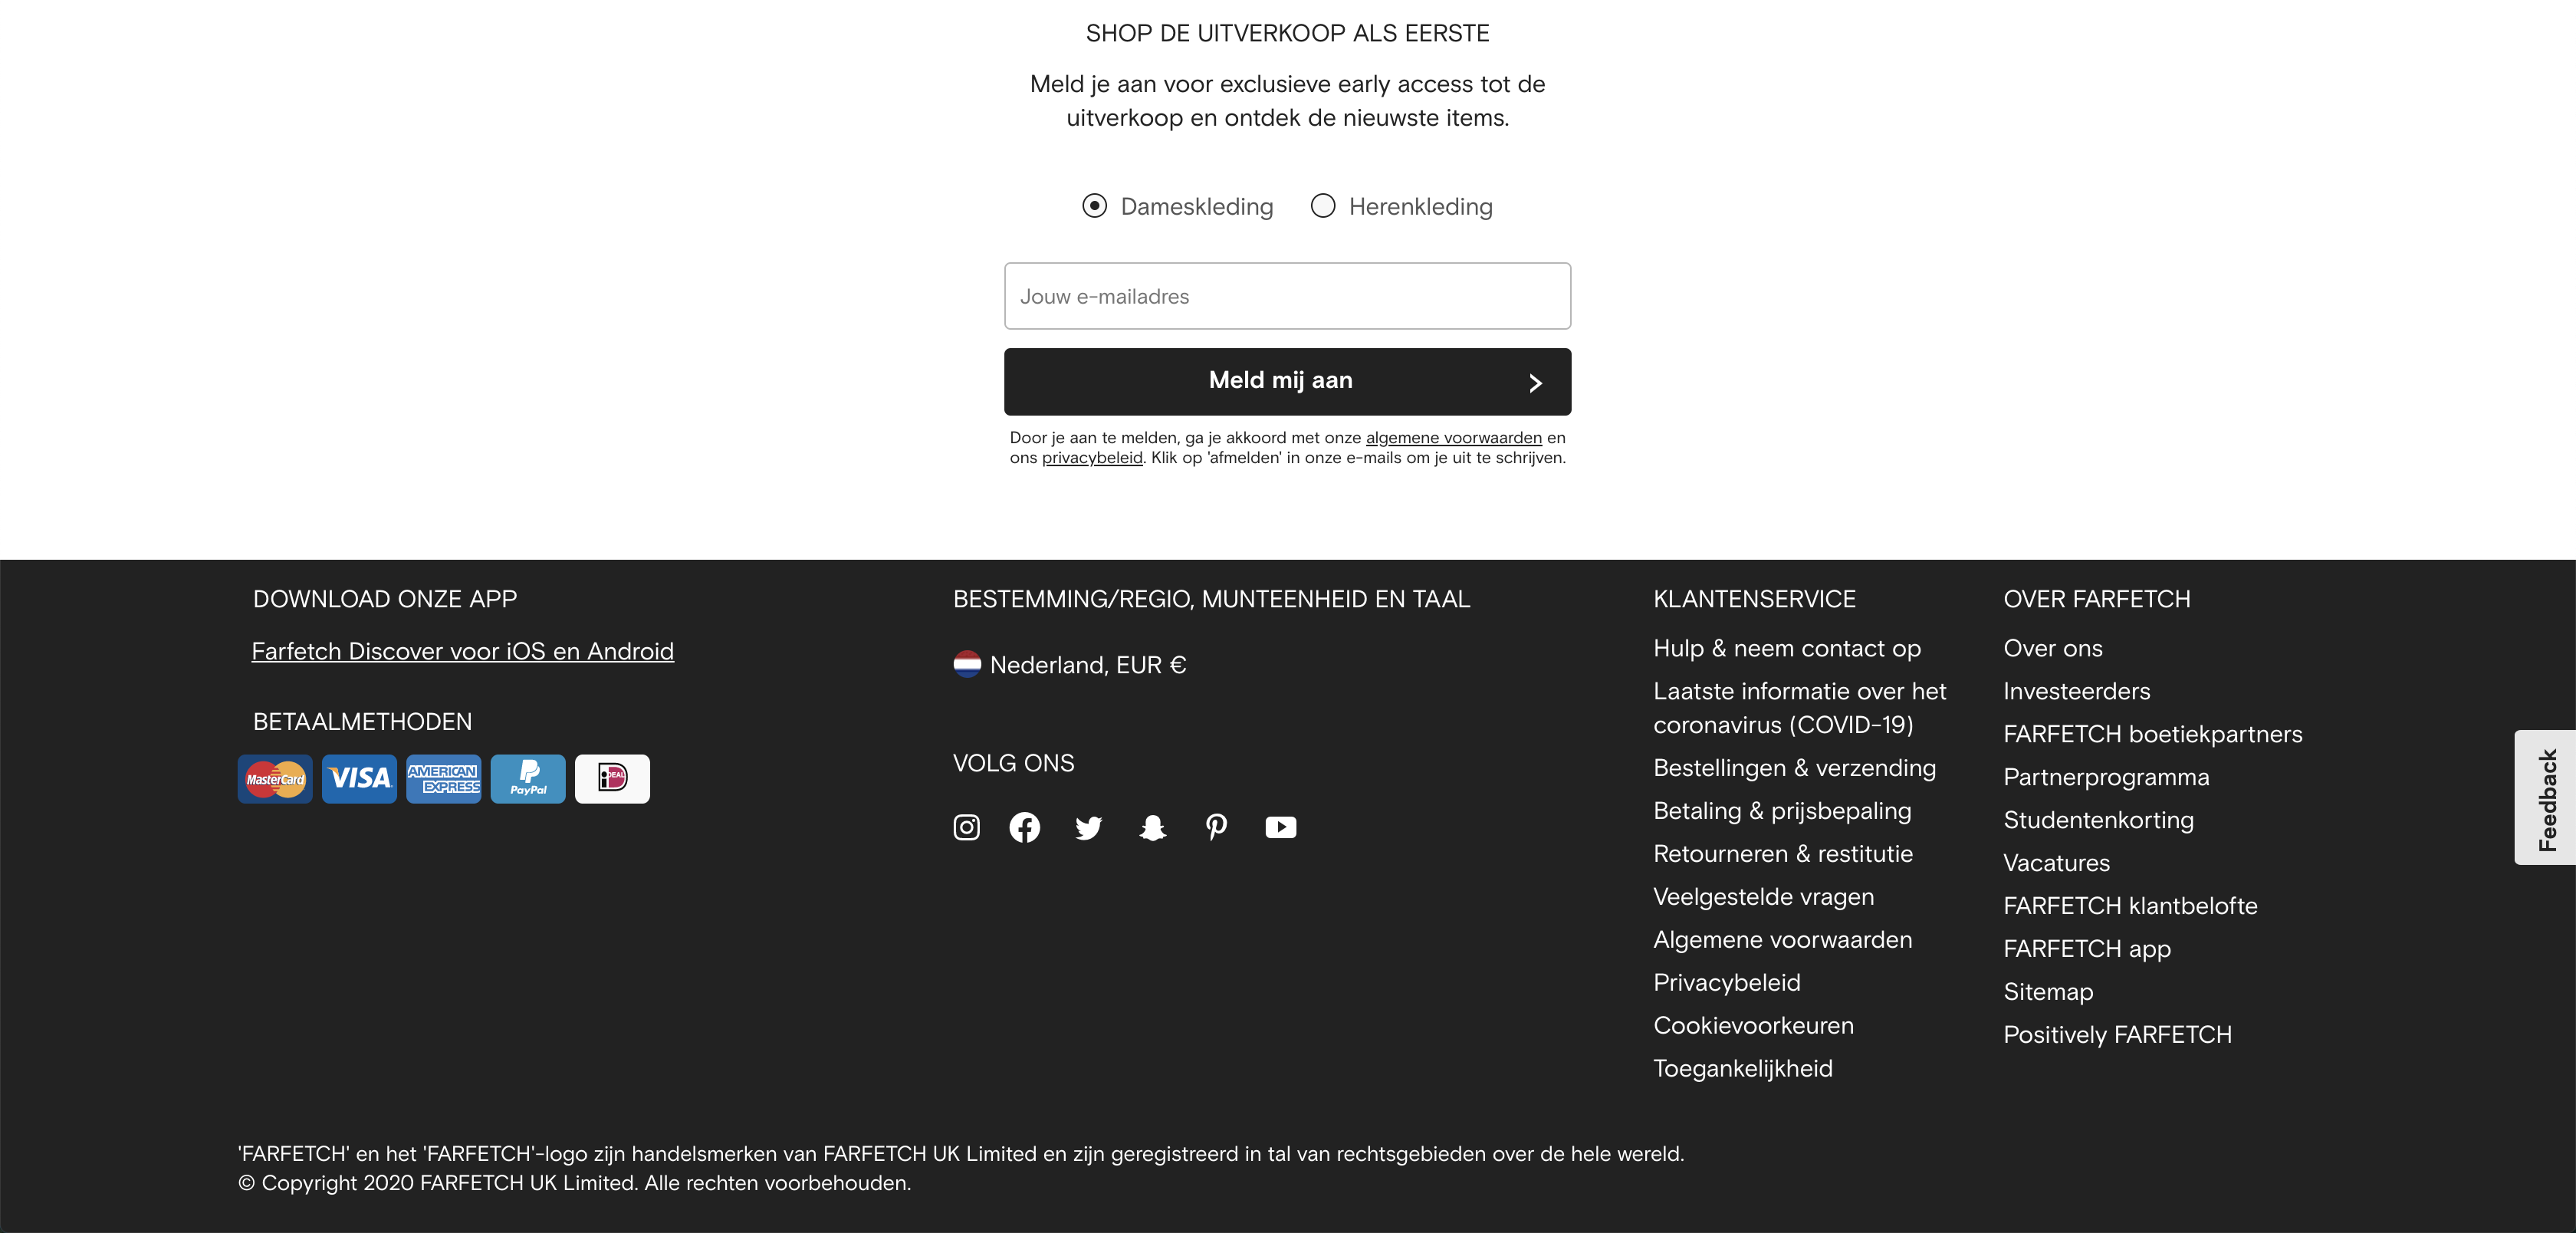 SHOP DE UITVERKOOP ALS EERSTE
Meld je aan voor exclusieve early access tot de
uitverkoop en ontdek de nieuwste items.
Dameskleding Herenkleding
Jouw e-mailadres
Meld mij aan
Door je aan te melden, ga je akkoord met onze algemene voorwaarden en
ons privacybeleid. Klik op 'afmelden' in onze e-mails om je uit te schrijven.
DOWNLOAD ONZE APP
Farfetch Discover voor iOS en Android
BETAALMETHODEN
MasterCard VISA AMERICAN EXPRESS PayPal iDEAL
BESTEMMING/REGIO, MUNTEENHEID EN TAAL
Nederland, EUR €
VOLG ONS
KLANTENSERVICE
Hulp & neem contact op
Laatste informatie over het
coronavirus (COVID-19)
Bestellingen & verzending
Betaling & prijsbepaling
Retourneren & restitutie
Veelgestelde vragen
Algemene voorwaarden
Privacybeleid
Cookievoorkeuren
Toegankelijkheid
OVER FARFETCH
Over ons
Investeerders
FARFETCH boetiekpartners
Partnerprogramma
Studentenkorting
Vacatures
FARFETCH klantbelofte
FARFETCH app
Sitemap
Positively FARFETCH
Feedback
'FARFETCH' en het 'FARFETCH'-logo zijn handelsmerken van FARFETCH UK Limited en zijn geregistreerd in tal van rechtsgebieden over de hele wereld.
© Copyright 2020 FARFETCH UK Limited. Alle rechten voorbehouden.